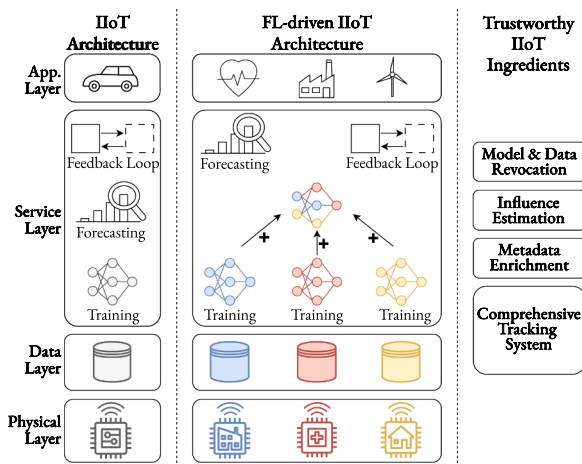 IIoT
Architecture
FL-driven IIoT
Architecture
Trustworthy
IIoT
Ingredients
App.
Layer
Service
Layer
Feedback Loop
Forecasting
Training
Forecasting
Feedback Loop
+
+
+
Training
Training
Training
Model & Data
Revocation
Influence
Estimation
Metadata
Enrichment
Comprehensive
Tracking
System
Data
Layer
Physical
Layer